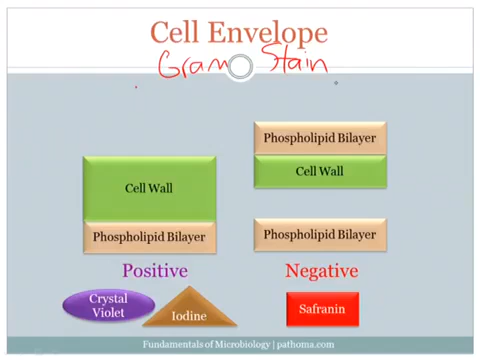 Cell Envelope
Gram Stain
Phospholipid Bilayer
Cell Wall
Cell Wall
Phospholipid Bilayer
Phospholipid Bilayer
Positive
Negative
Crystal
Violet
Iodine
Safranin
Fundamentals of Microbiology | pathoma.com